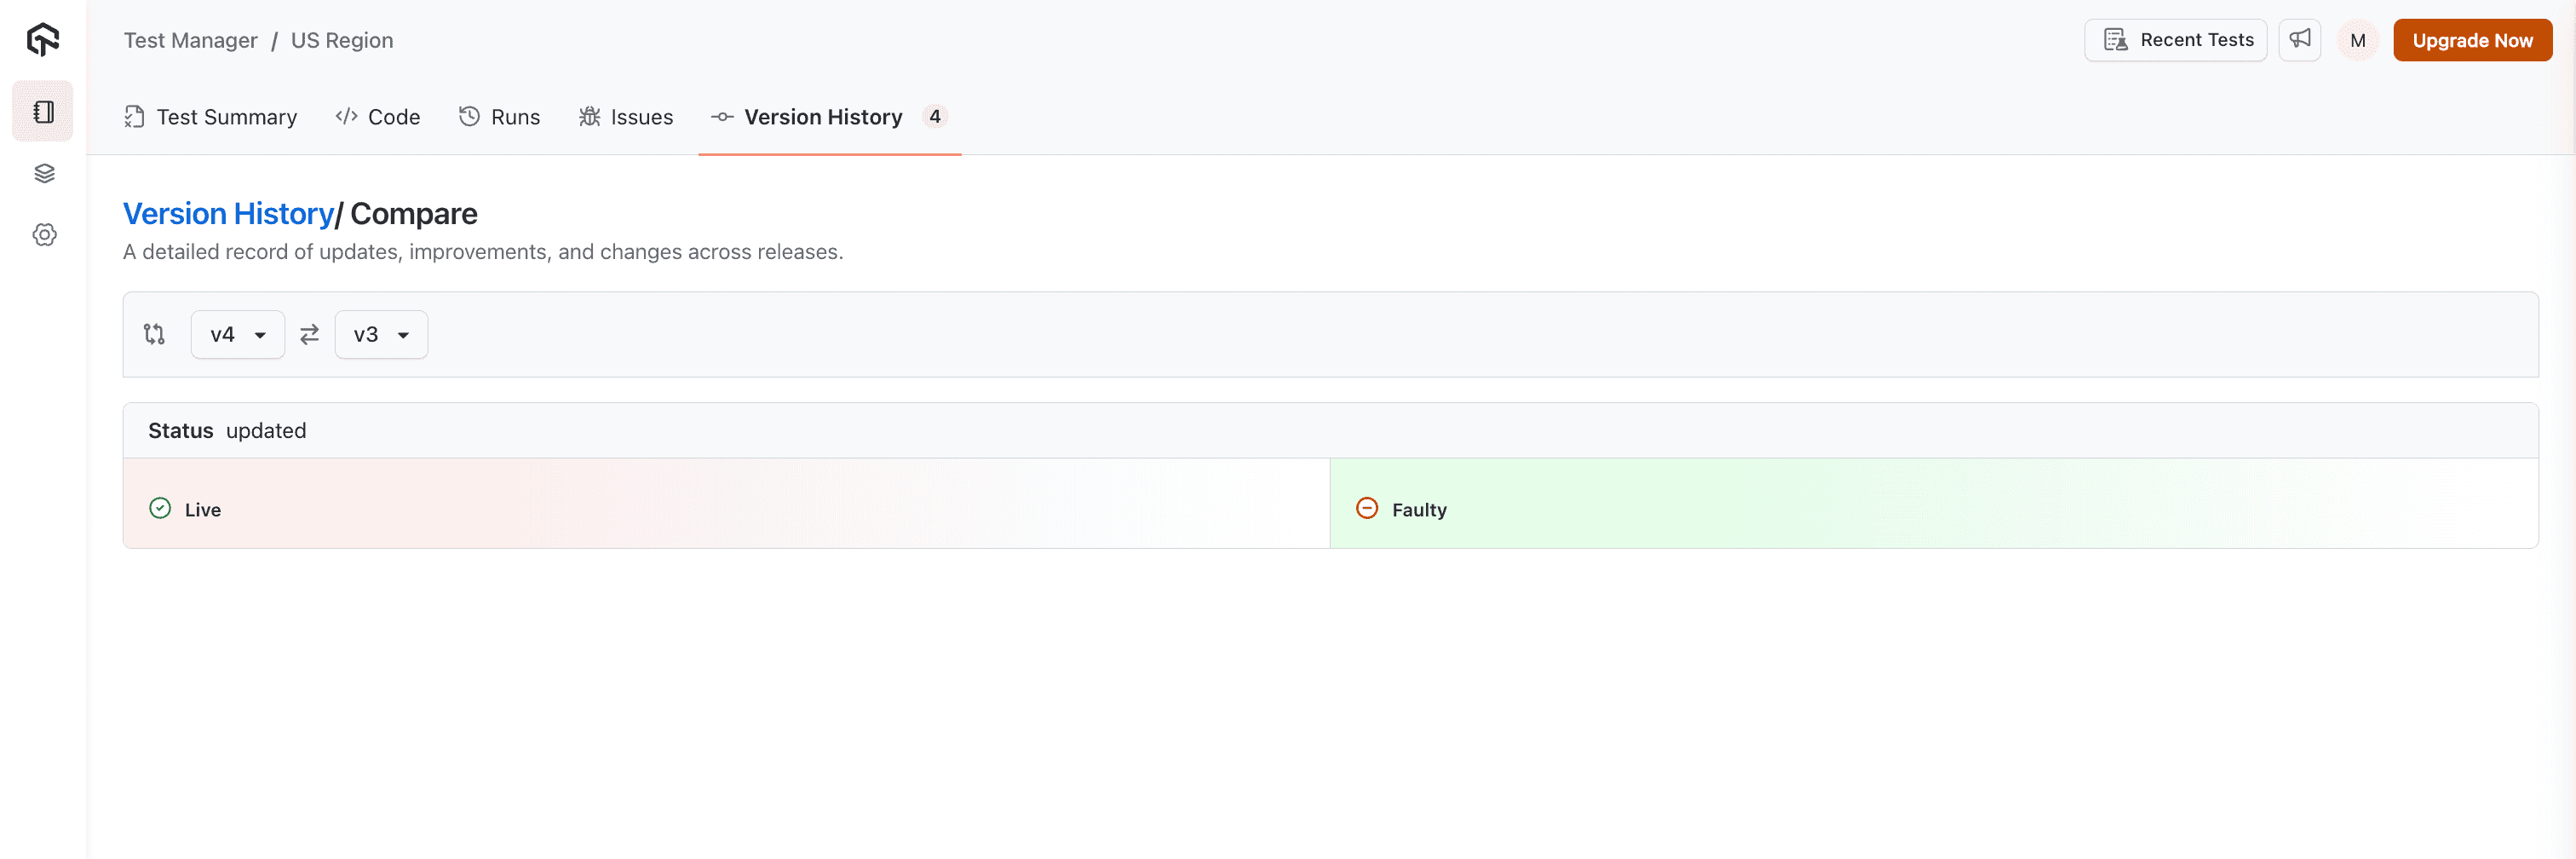 Test Manager / US Region
Recent Tests
M
Upgrade Now
Test Summary
Code
Runs
Issues
Version History 4
Version History/ Compare
A detailed record of updates, improvements, and changes across releases.
v4
v3
Status updated
Live
Faulty